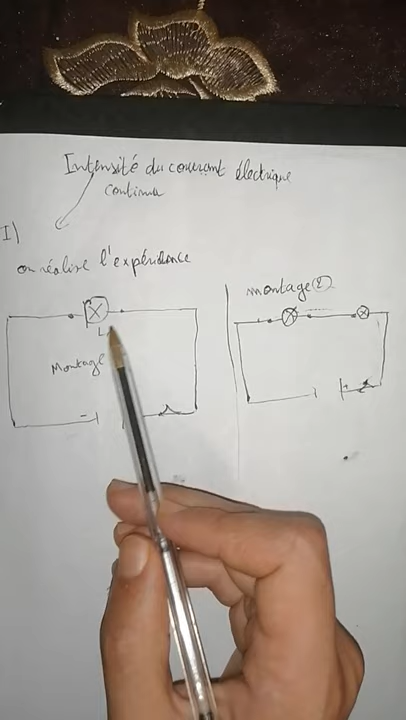 Intensité du courant électrique
continu
I)
on réalise l'expérience
montage(2)
L
Montage
-
+